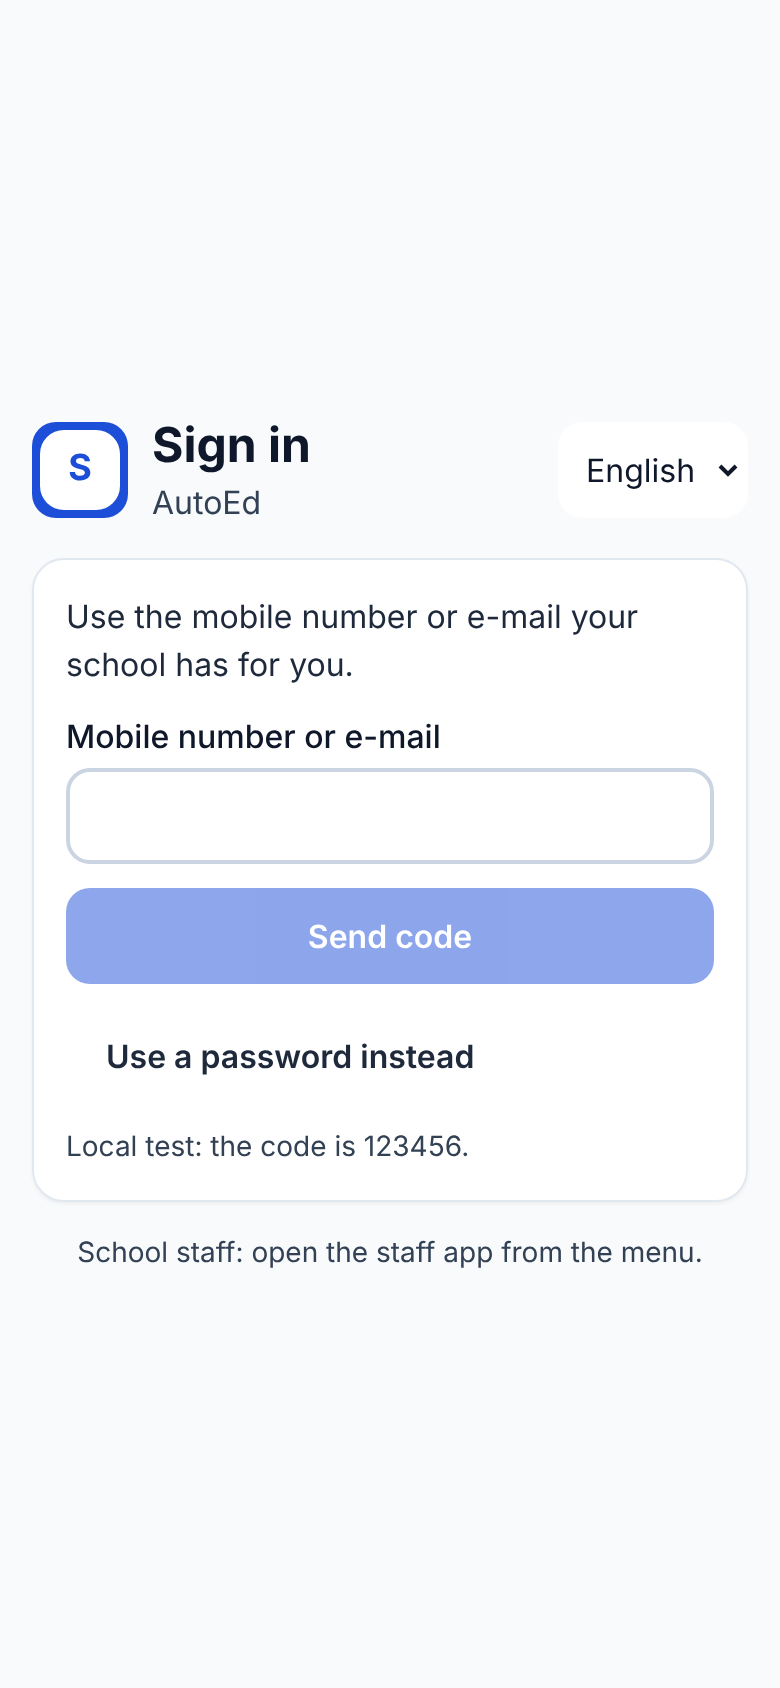 S
Sign in
AutoEd
English
Use the mobile number or e-mail your
school has for you.
Mobile number or e-mail
Send code
Use a password instead
Local test: the code is 123456.
School staff: open the staff app from the menu.